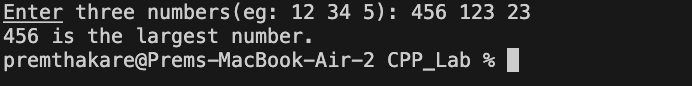 Enter three numbers(eg: 12 34 5): 456 123 23
456 is the largest number.
premthakare@Prems-MacBook-Air-2 CPP_Lab %